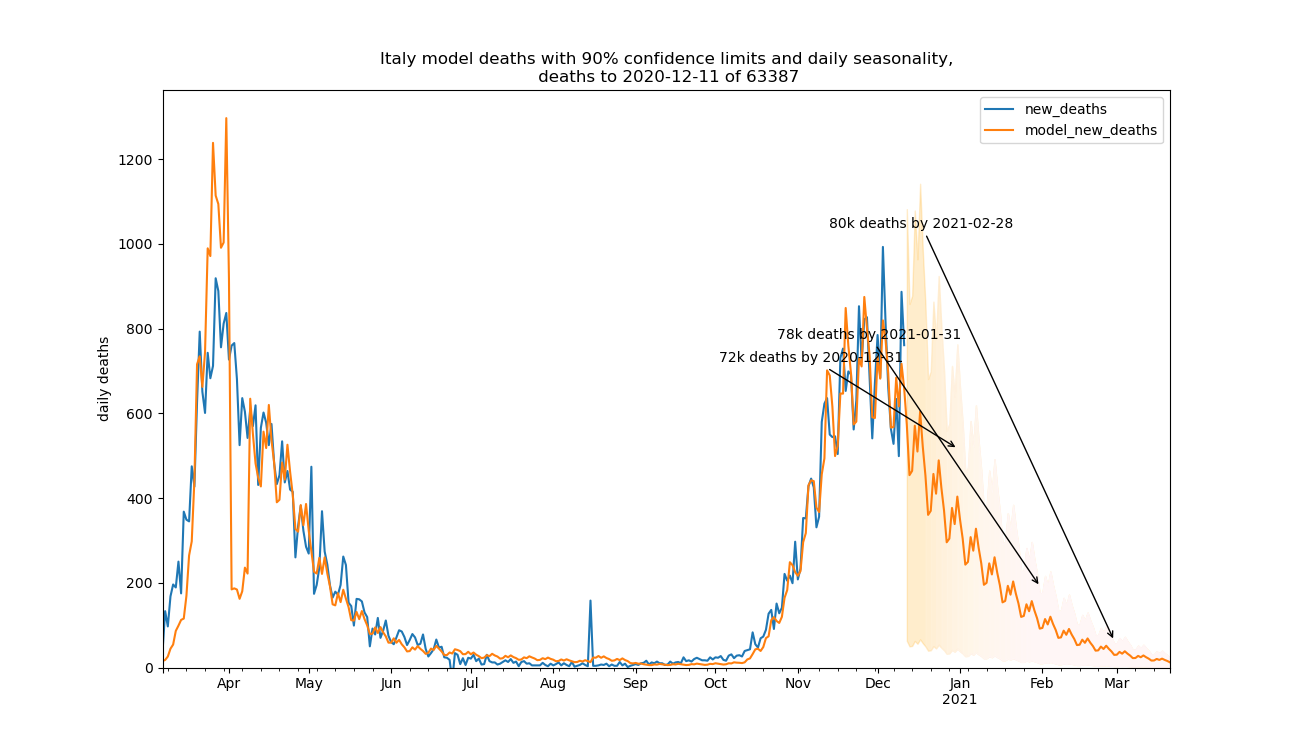 Italy model deaths with 90% confidence limits and daily seasonality,
deaths to 2020-12-11 of 63387
new_deaths
model_new_deaths
1200
1000
800
600
400
200
0
daily deaths
80k deaths by 2021-02-28
78k deaths by 2021-01-31
72k deaths by 2020-12-31
Apr May Jun Jul Aug Sep Oct Nov Dec Jan Feb Mar
2021